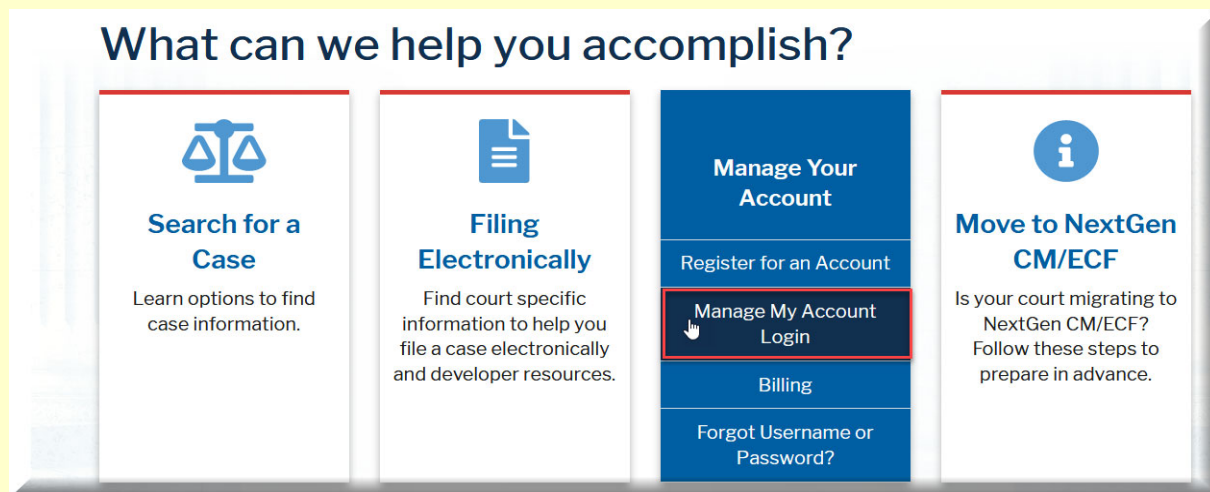 What can we help you accomplish?
Search for a
Case
Learn options to find
case information.
Filing
Electronically
Find court specific
information to help you
file a case electronically
and developer resources.
Manage Your
Account
Register for an Account
Manage My Account
Login
Billing
Forgot Username or
Password?
Move to NextGen
CM/ECF
Is your court migrating to
NextGen CM/ECF?
Follow these steps to
prepare in advance.